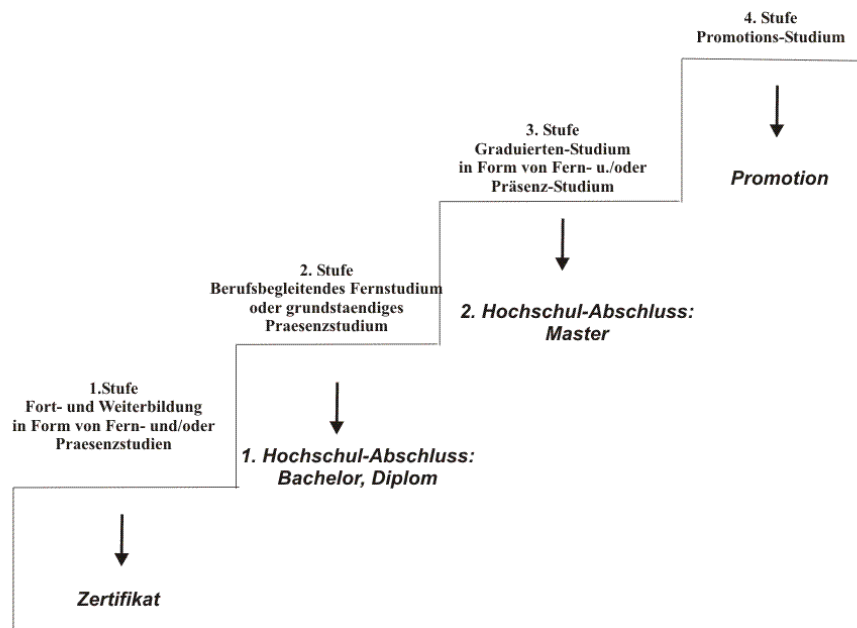 4. Stufe
Promotions-Studium
Promotion
3. Stufe
Graduierten-Studium
in Form von Fern- u./oder
Präsenz-Studium
2. Hochschul-Abschluss:
Master
2. Stufe
Berufsbegleitendes Fernstudium
oder grundstaendiges
Praesenzstudium
1. Hochschul-Abschluss:
Bachelor, Diplom
1.Stufe
Fort- und Weiterbildung
in Form von Fern- und/oder
Praesenzstudien
Zertifikat